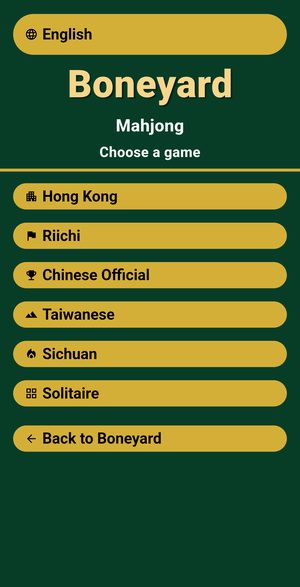 English
Boneyard
Mahjong
Choose a game
Hong Kong
Riichi
Chinese Official
Taiwanese
Sichuan
Solitaire
Back to Boneyard